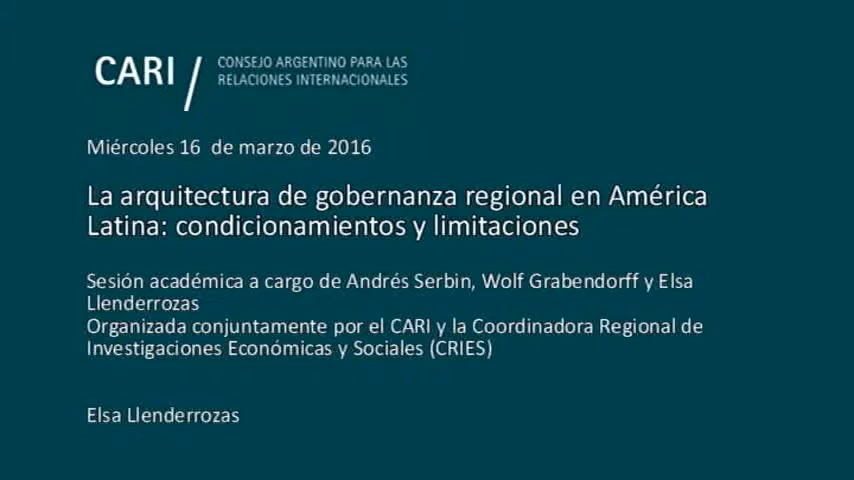 CARI / CONSEJO ARGENTINO PARA LAS
RELACIONES INTERNACIONALES
Miércoles 16 de marzo de 2016
La arquitectura de gobernanza regional en América
Latina: condicionamientos y limitaciones
Sesión académica a cargo de Andrés Serbin, Wolf Grabendorff y Elsa
Llenderrozas
Organizada conjuntamente por el CARI y la Coordinadora Regional de
Investigaciones Económicas y Sociales (CRIES)
Elsa Llenderrozas